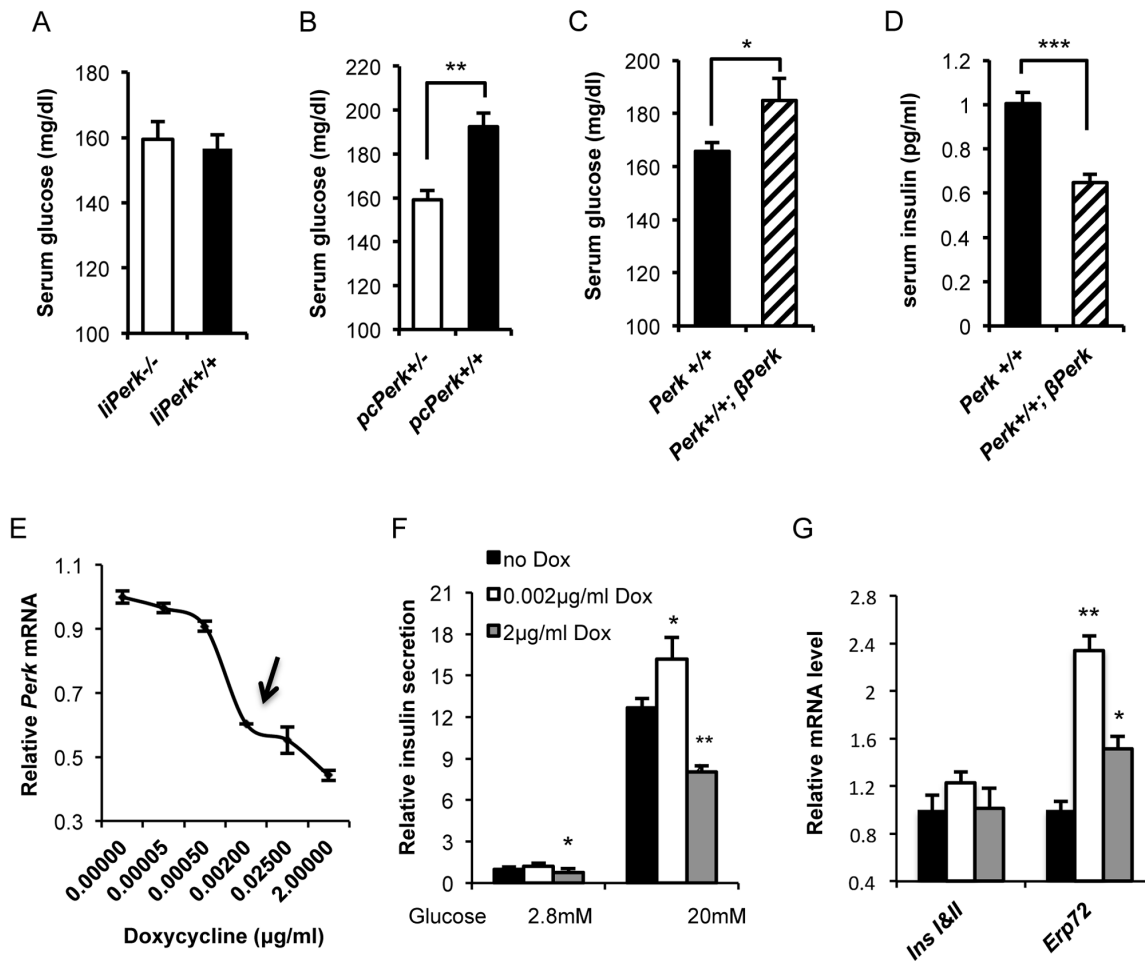 A
Serum glucose (mg/dl)
180
160
140
120
100
liPerk-/-
liPerk+/+
B
Serum glucose (mg/dl)
220
200
180
160
140
120
100
**
pcPerk+/-
pcPerk+/+
C
Serum glucose (mg/dl)
200
180
160
140
120
100
*
Perk +/+
Perk+/+; βPerk
D
serum insulin (pg/ml)
1.2
1
0.8
0.6
0.4
0.2
0
***
Perk +/+
Perk+/+; βPerk
E
Relative Perk mRNA
1.1
0.9
0.7
0.5
0.3
0.00000
0.00005
0.00050
0.00200
0.02500
2.00000
Doxycycline (µg/ml)
F
no Dox
0.002µg/ml Dox
2µg/ml Dox
Relative insulin secretion
21
18
15
12
9
6
3
0
*
*
**
Glucose 2.8mM 20mM
G
Relative mRNA level
2.8
2.4
2
1.6
1.2
0.8
0.4
**
*
Ins I&II
Erp72